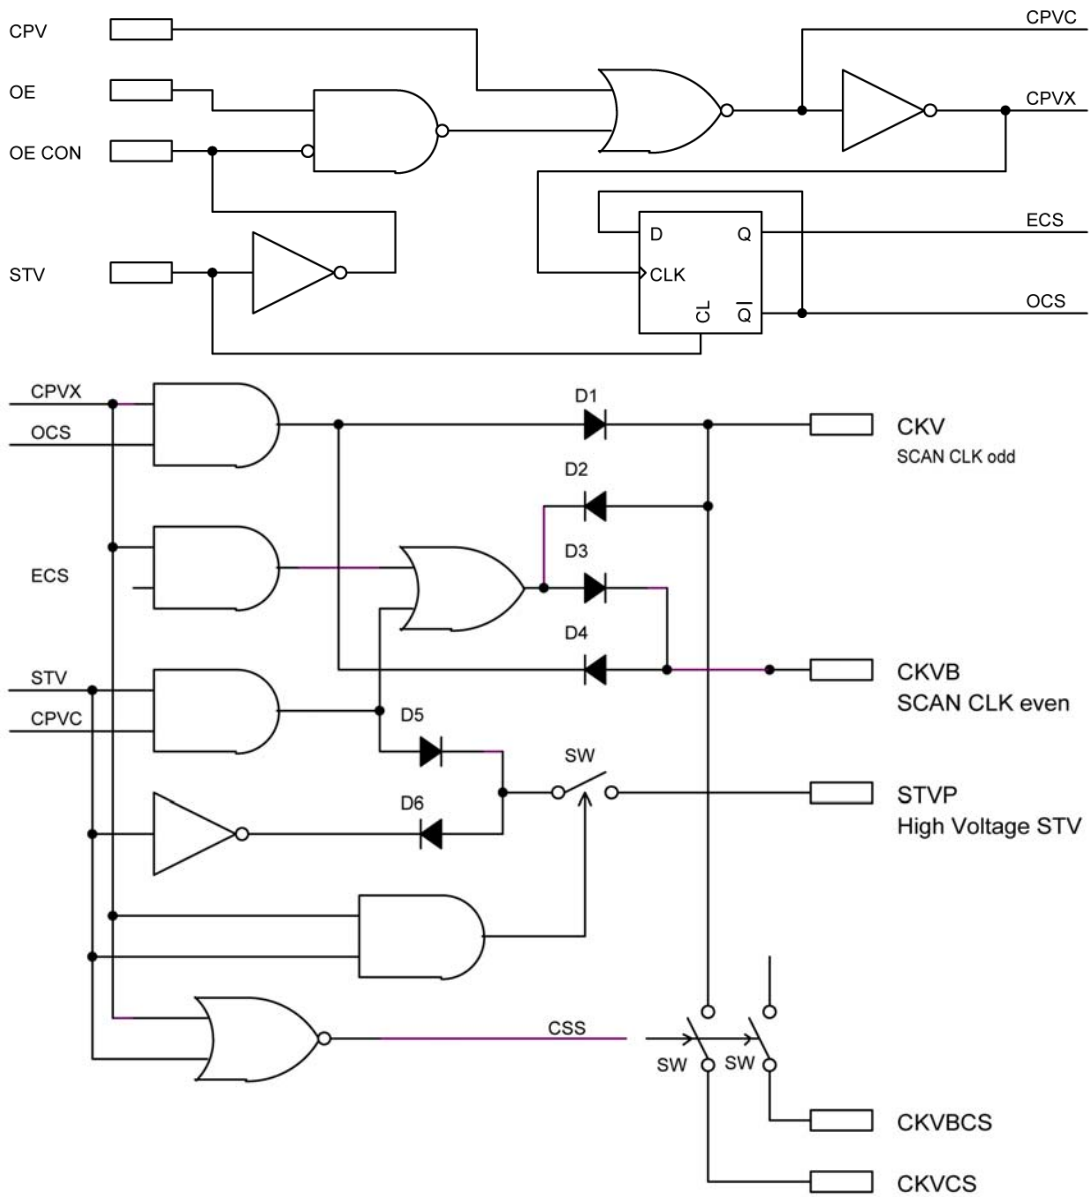 CPV
CPVC
OE
CPVX
OE CON
D
Q
ECS
STV
CLK
CL
Q
OCS
CPVX
D1
OCS
CKV
SCAN CLK odd
D2
D3
ECS
D4
STV
CKVB
SCAN CLK even
CPVC
D5
SW
D6
STVP
High Voltage STV
CSS
SW
SW
CKVBCS
CKVCS